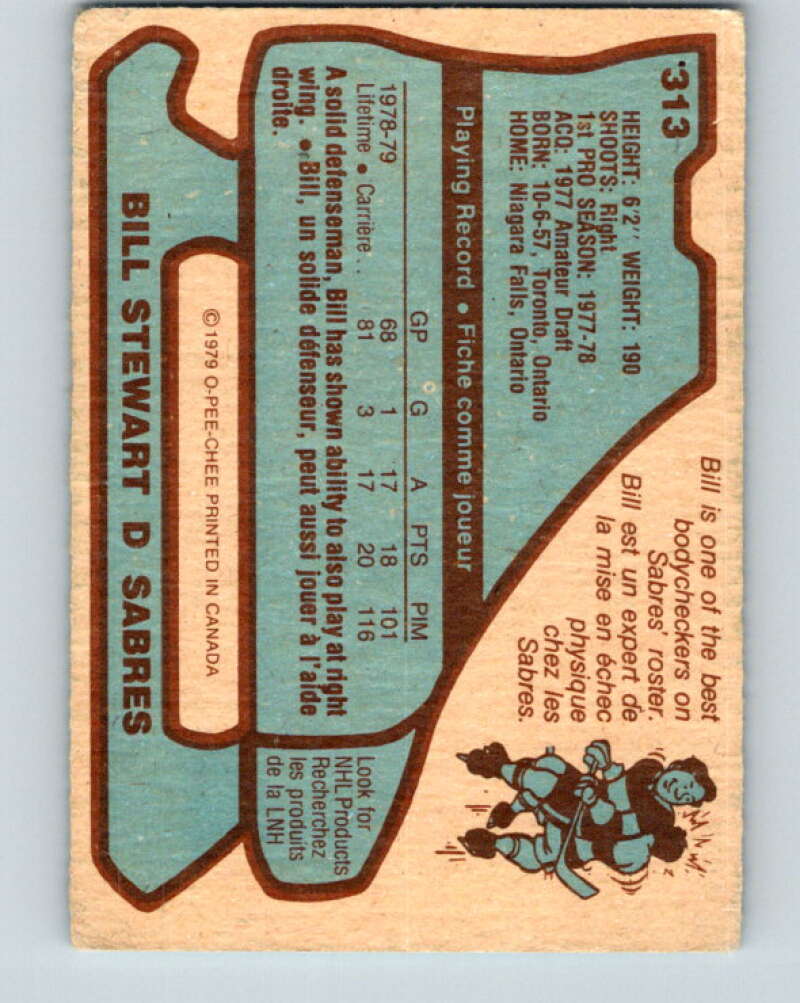 313
HEIGHT: 6'2'' WEIGHT: 190
SHOOTS: Right
1st PRO SEASON: 1977-78
ACQ: 1977 Amateur Draft
BORN: 10-6-57, Toronto, Ontario
HOME: Niagara Falls, Ontario
Bill is one of the best
bodycheckers on
Sabres' roster.
Bill est un expert de
la mise en échec
physique
chez les
Sabres.
Playing Record • Fiche comme joueur
GP G A PTS PIM
1978-79 68 1 17 18 101
Lifetime • Carrière . . 81 3 17 20 116
A solid defenseman, Bill has shown ability to also play at right
wing. • Bill, un solide défenseur, peut aussi jouer à l'aide
droite.
Look for
NHL Products
Recherchez
les produits
de la LNH
©1979 O-PEE-CHEE PRINTED IN CANADA
BILL STEWART D SABRES